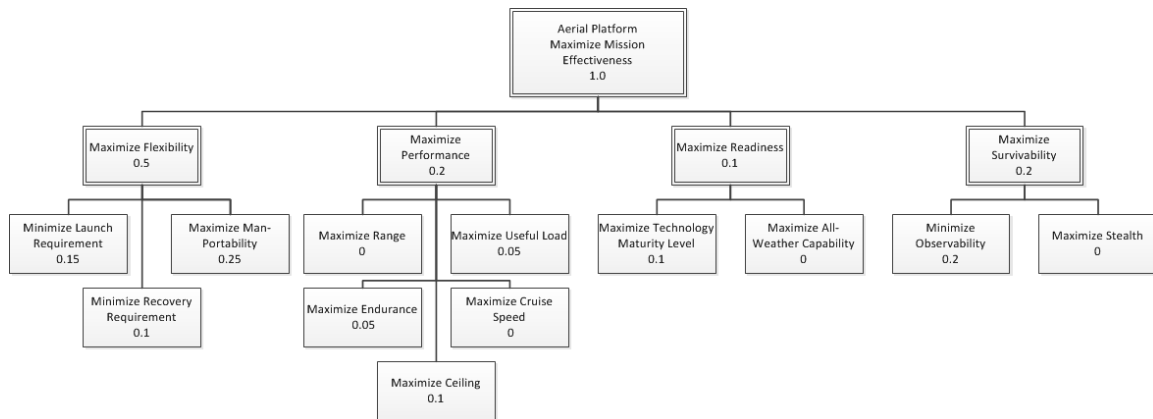 Aerial Platform
Maximize Mission
Effectiveness
1.0
Maximize Flexibility
0.5
Maximize
Performance
0.2
Maximize Readiness
0.1
Maximize
Survivability
0.2
Minimize Launch
Requirement
0.15
Maximize Man-
Portability
0.25
Minimize Recovery
Requirement
0.1
Maximize Range
0
Maximize Useful Load
0.05
Maximize Endurance
0.05
Maximize Cruise
Speed
0
Maximize Ceiling
0.1
Maximize Technology
Maturity Level
0.1
Maximize All-
Weather Capability
0
Minimize
Observability
0.2
Maximize Stealth
0